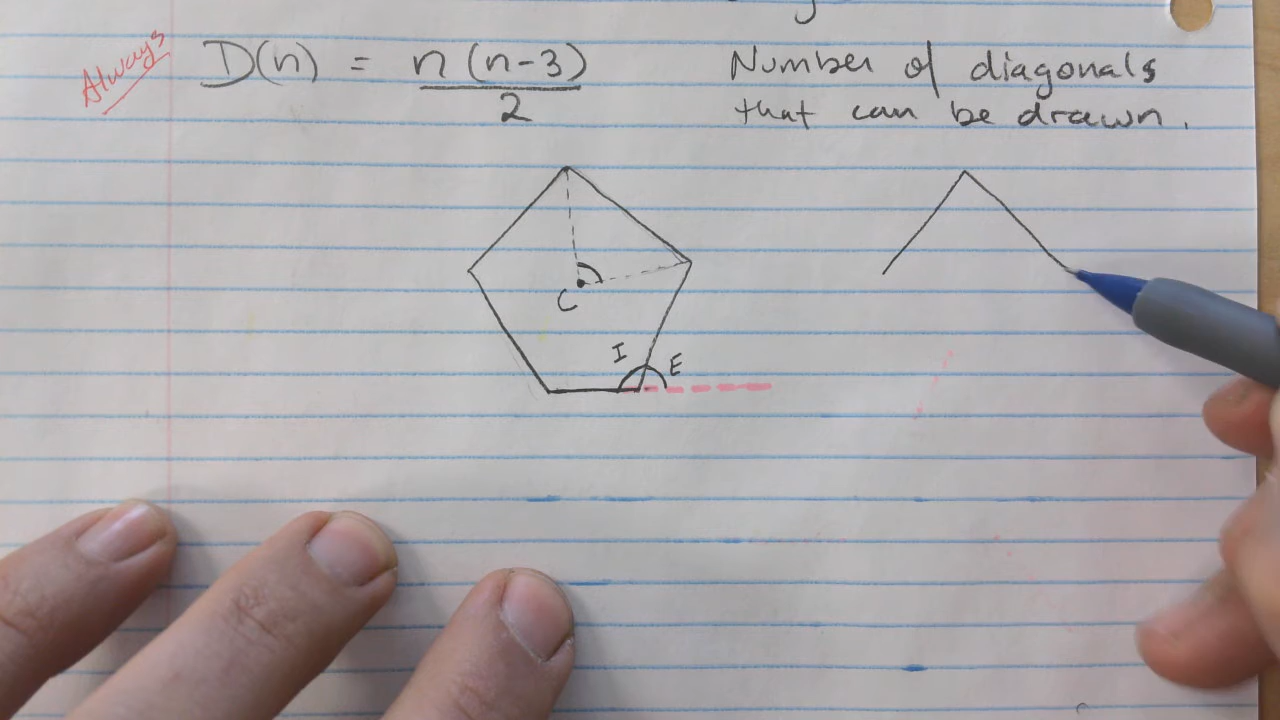 Always
D(n) = n(n-3)/2
Number of diagonals
that can be drawn.
C
I
E